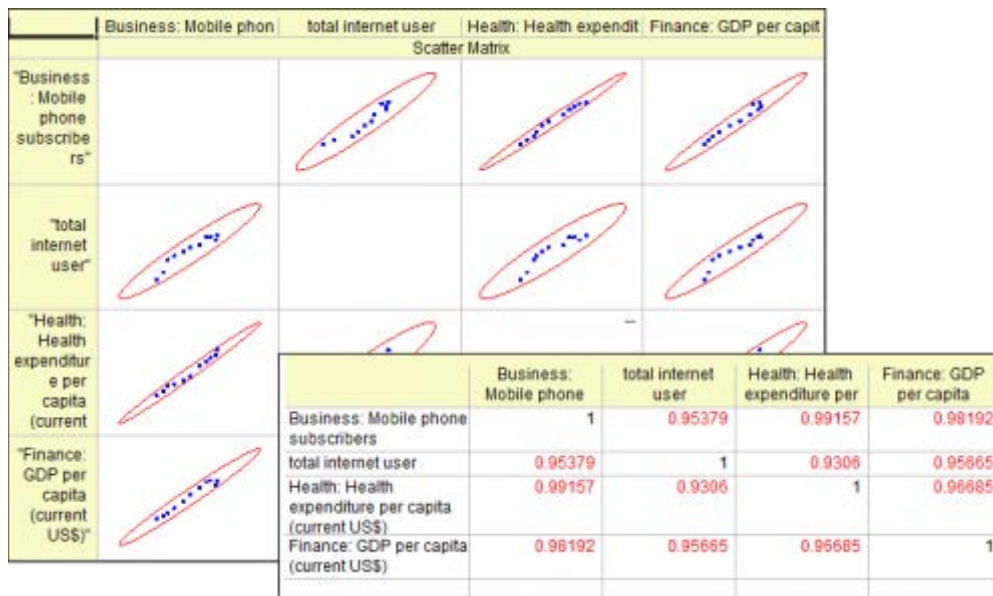 Business: Mobile phon total internet user Health: Health expendit Finance: GDP per capit
Scatter Matrix
"Business
: Mobile
phone
subscribe
rs"
"total
internet
user"
"Health:
Health
expenditur
e per
capita
(current
"Finance:
GDP per
capita
(current
US$)"
--
Business: total internet Health: Health Finance: GDP
Mobile phone user expenditure per per capita
Business: Mobile phone 1 0.95379 0.99157 0.98192
subscribers
total internet user 0.95379 1 0.9306 0.95665
Health: Health 0.99157 0.9306 1 0.96685
expenditure per capita
(current US$)
Finance: GDP per capita 0.98192 0.95665 0.96685 1
(current US$)